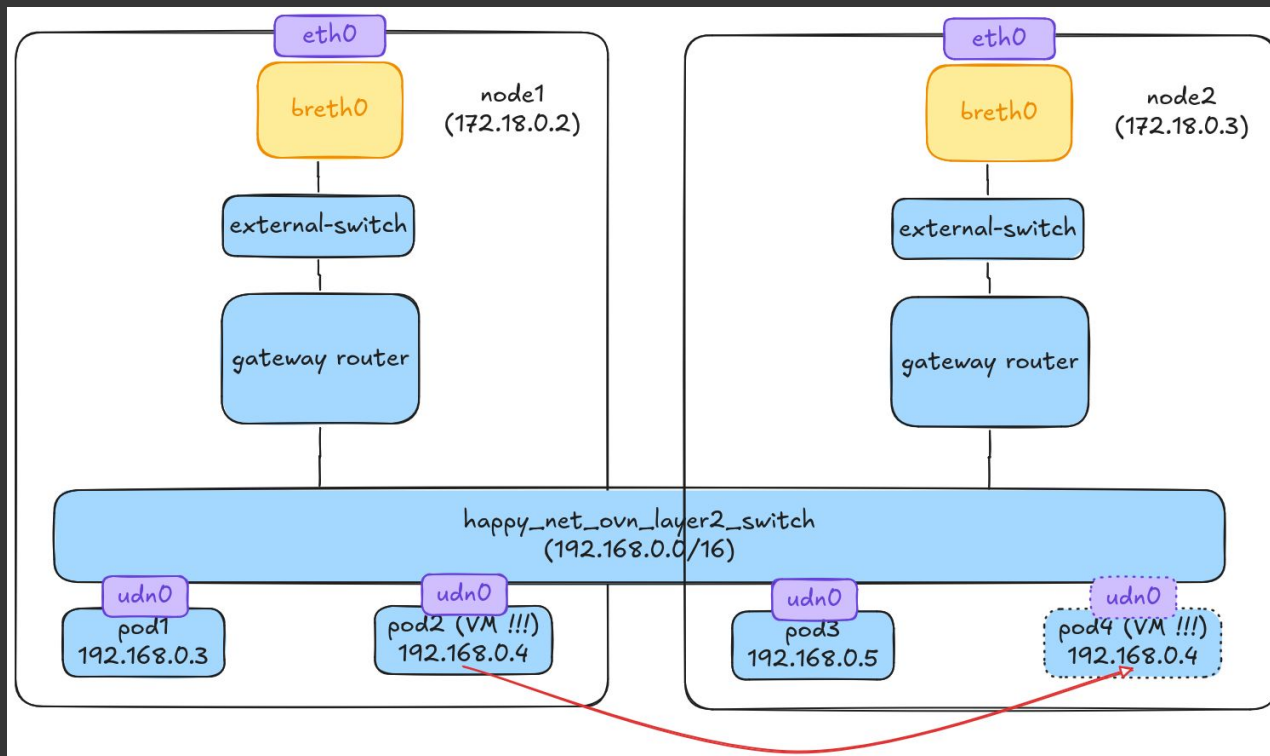 eth0
breth0
node1
(172.18.0.2)
external-switch
gateway router
eth0
breth0
node2
(172.18.0.3)
external-switch
gateway router
happy_net_ovn_layer2_switch
(192.168.0.0/16)
udn0
pod1
192.168.0.3
udn0
pod2 (VM !!!)
192.168.0.4
udn0
pod3
192.168.0.5
udn0
pod4 (VM !!!)
192.168.0.4